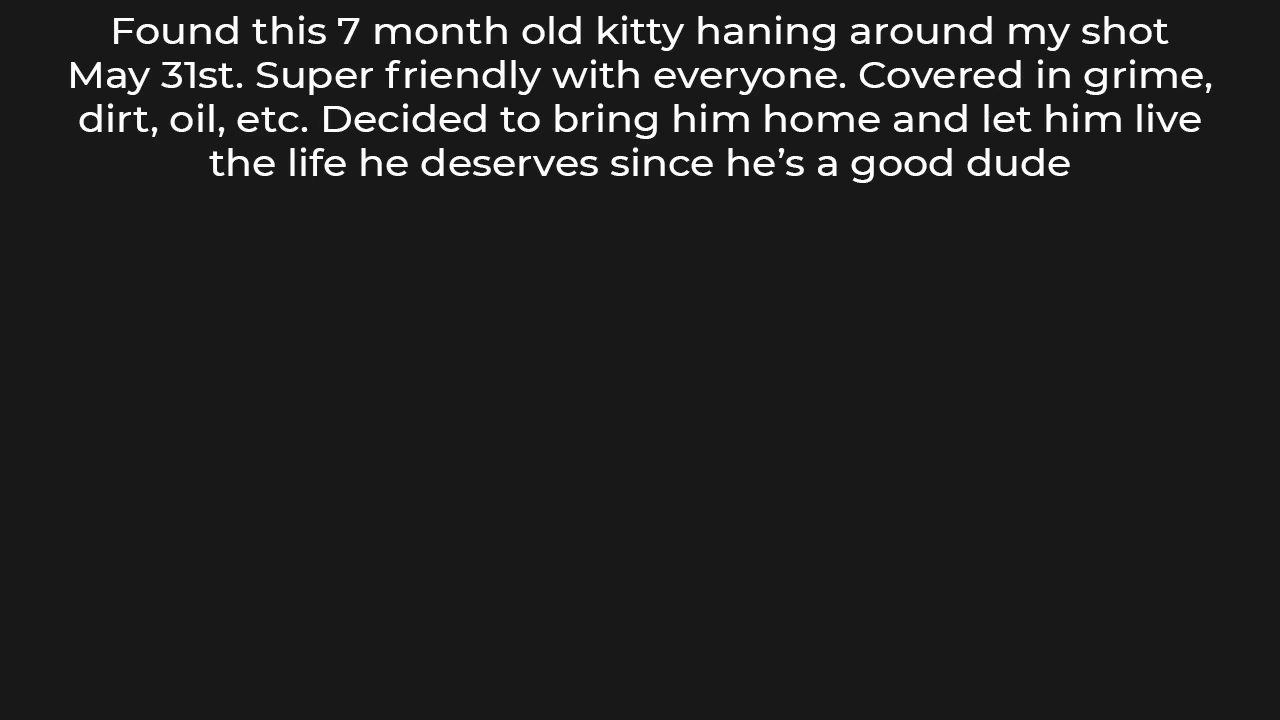 Found this 7 month old kitty haning around my shot
May 31st. Super friendly with everyone. Covered in grime,
dirt, oil, etc. Decided to bring him home and let him live
the life he deserves since he’s a good dude